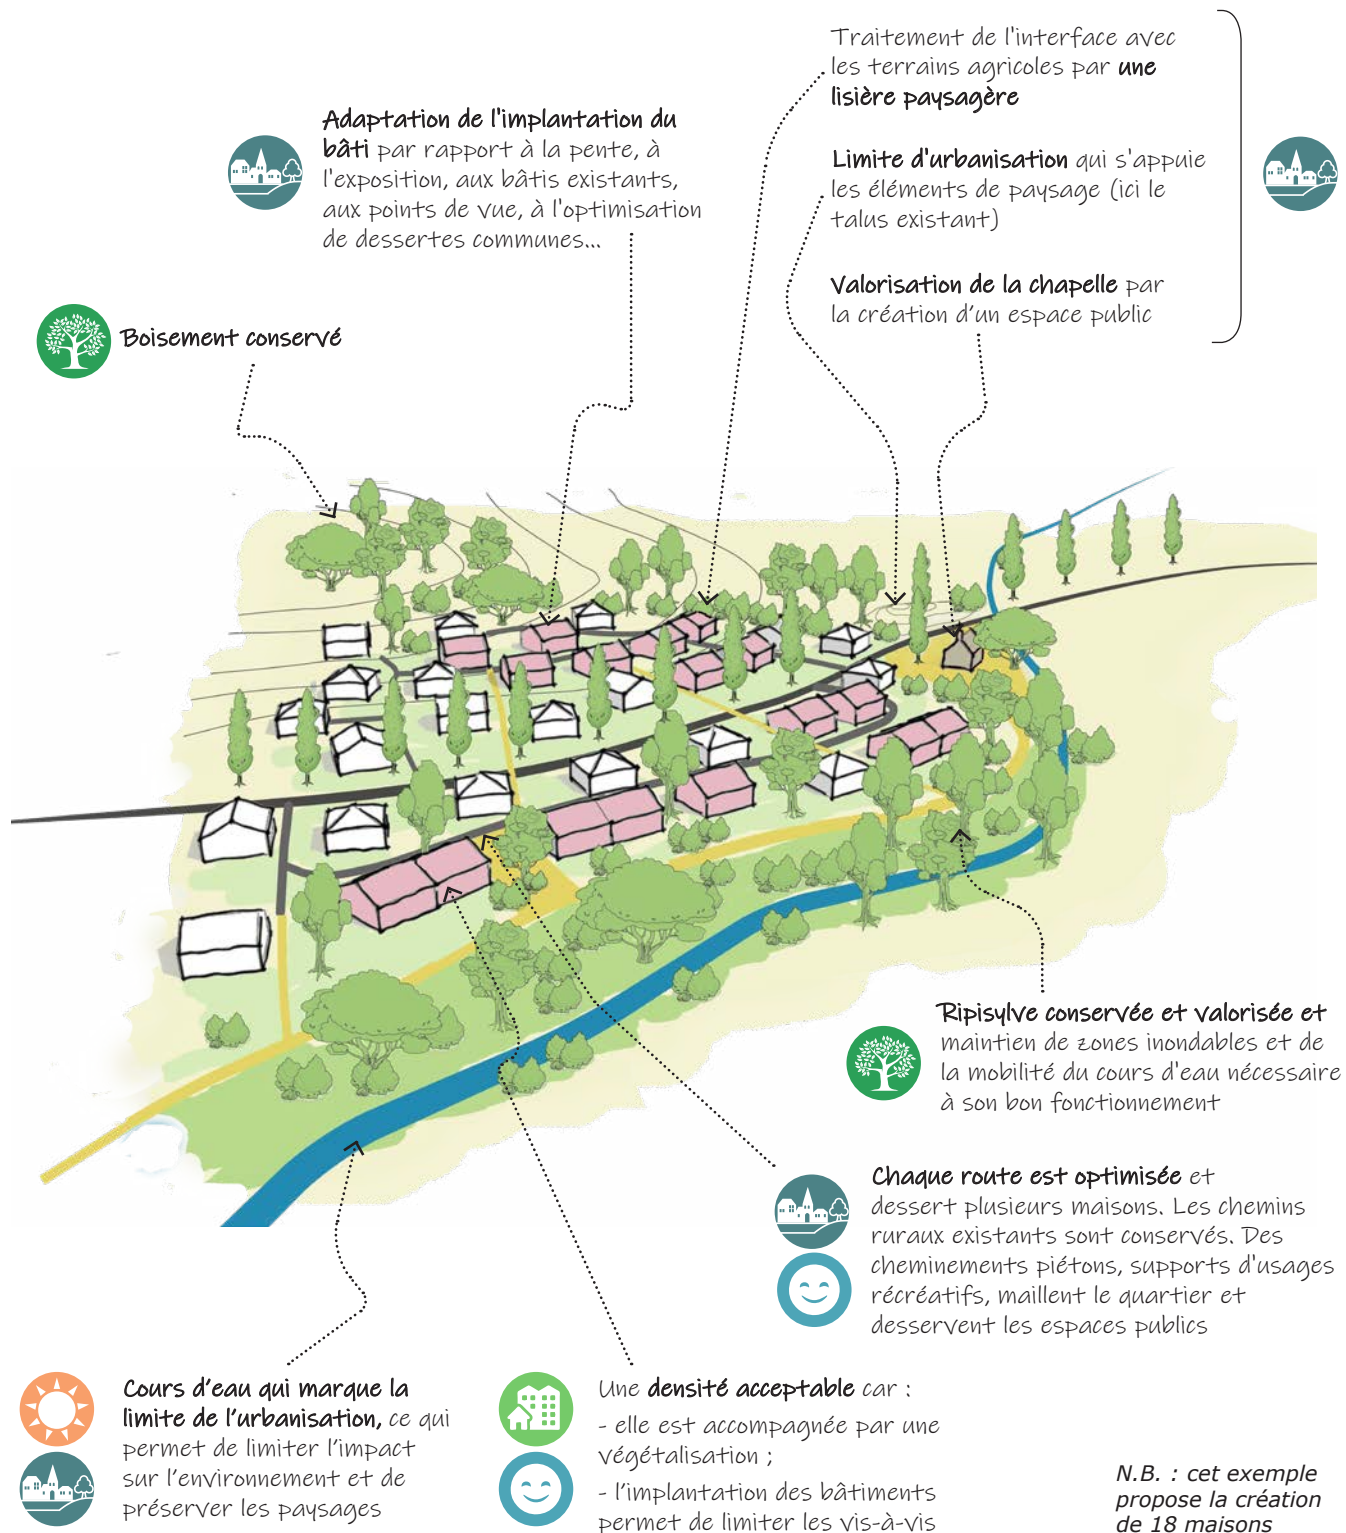 Traitement de l'interface avec
les terrains agricoles par une
lisière paysagère
Adaptation de l'implantation du
bâti par rapport à la pente, à
l'exposition, aux bâtis existants,
aux points de vue, à l'optimisation
de dessertes communes...
Limite d'urbanisation qui s'appuie
les éléments de paysage (ici le
talus existant)
Valorisation de la chapelle par
la création d'un espace public
Boisement conservé
Ripisylve conservée et valorisée et
maintien de zones inondables et de
la mobilité du cours d'eau nécessaire
à son bon fonctionnement
Chaque route est optimisée et
dessert plusieurs maisons. Les chemins
ruraux existants sont conservés. Des
cheminements piétons, supports d'usages
récréatifs, maillent le quartier et
desservent les espaces publics
Cours d'eau qui marque la
limite de l'urbanisation, ce qui
permet de limiter l'impact
sur l'environnement et de
préserver les paysages
Une densité acceptable car :
- elle est accompagnée par une
végétalisation ;
- l'implantation des bâtiments
permet de limiter les vis-à-vis
N.B. : cet exemple
propose la création
de 18 maisons